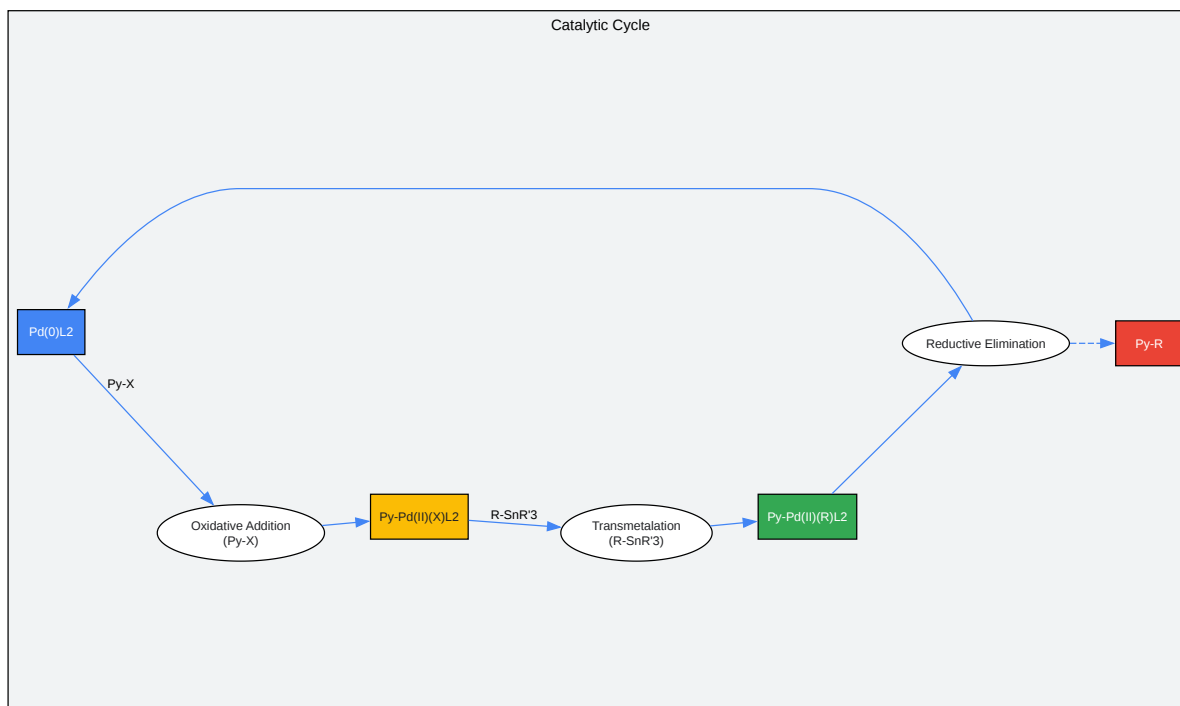 Catalytic Cycle
Pd(0)L2
Py-X
Reductive Elimination
Py-R
Oxidative Addition
(Py-X)
Py-Pd(II)(X)L2
R-SnR'3
Transmetalation
(R-SnR'3)
Py-Pd(II)(R)L2